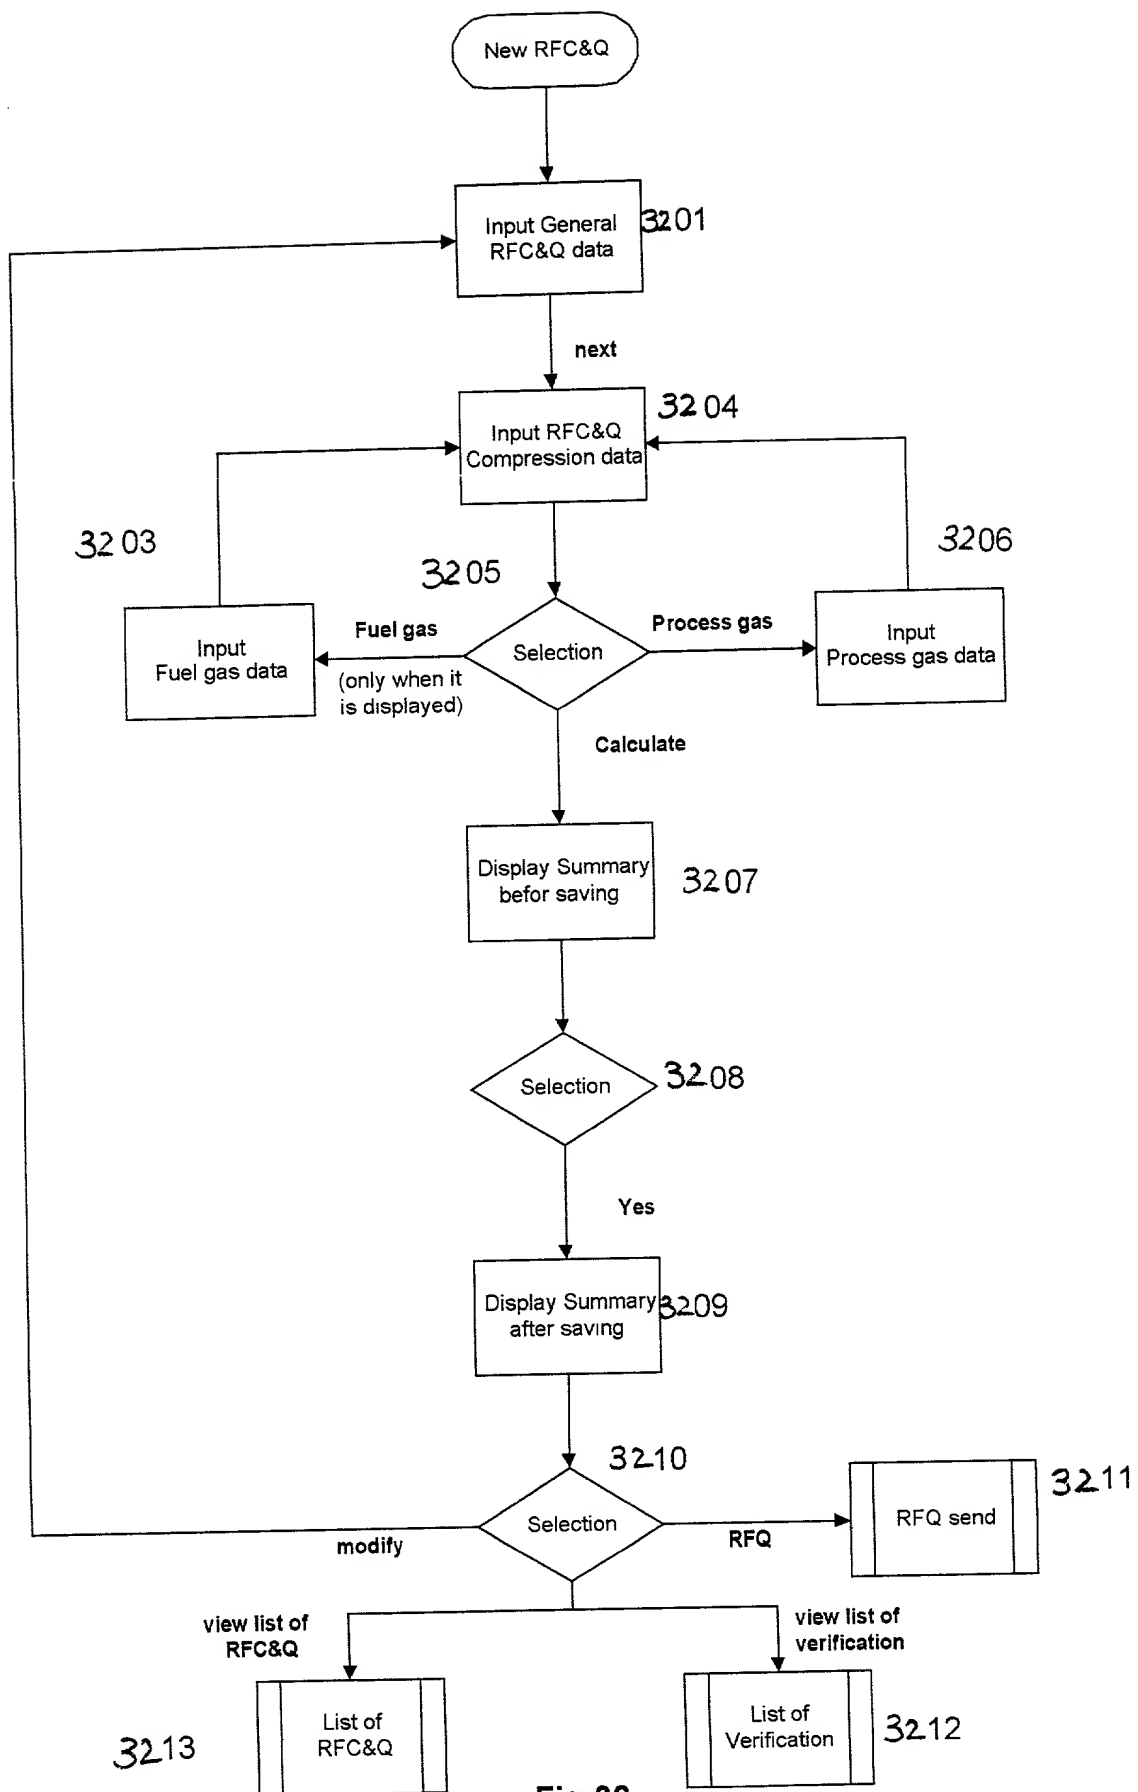 New RFC&Q
Input General
RFC&Q data
3201
next
Input RFC&Q
Compression data
3204
3203
3205
3206
Input
Fuel gas data
Fuel gas
(only when it
is displayed)
Selection
Process gas
Input
Process gas data
Calculate
Display Summary
befor saving
3207
Selection
3208
Yes
Display Summary
after saving
3209
3210
Selection
modify
RFQ
RFQ send
3211
view list of
RFC&Q
view list of
verification
List of
RFC&Q
3213
List of
Verification
3212